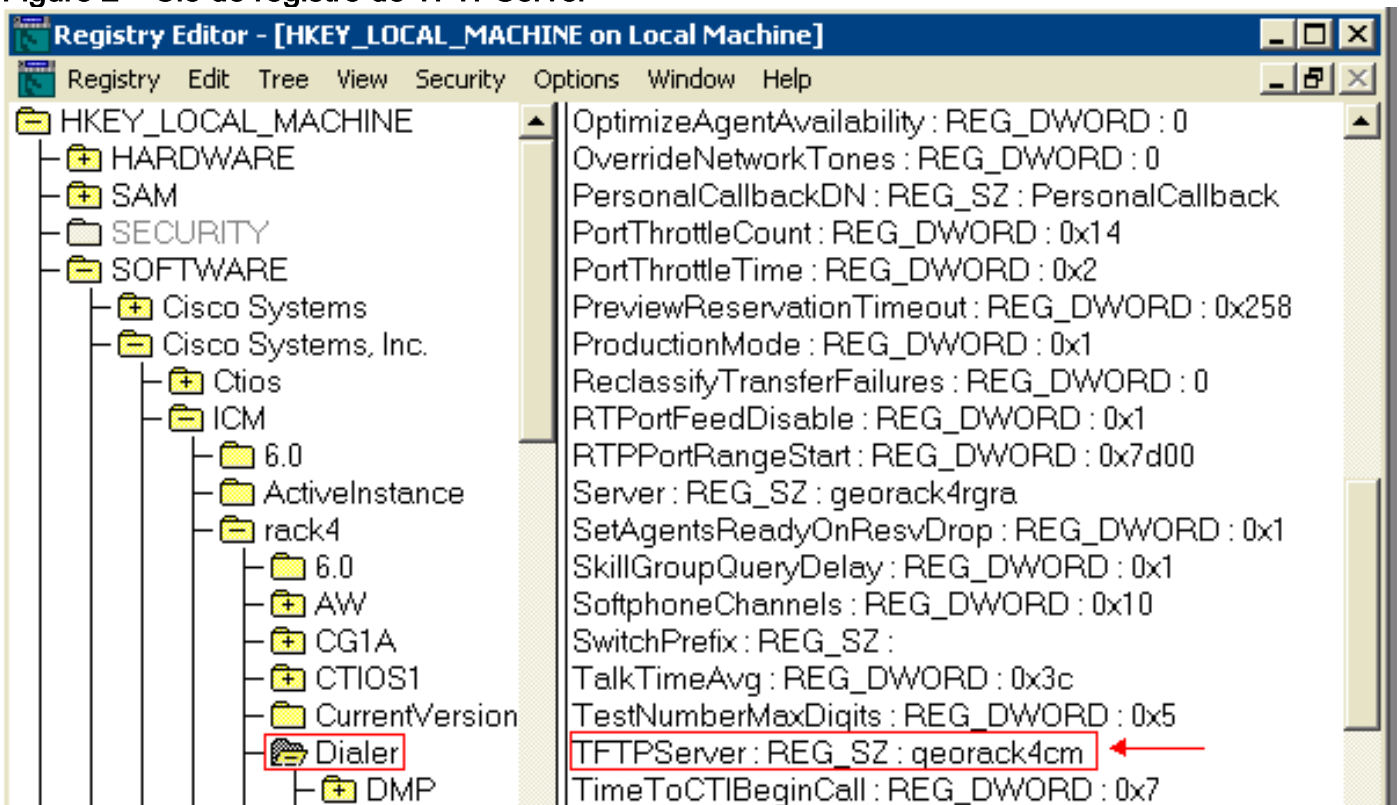 Registry Editor - [HKEY_LOCAL_MACHINE on Local Machine]
Registry Edit Tree View Security Options Window Help
HKEY_LOCAL_MACHINE
HARDWARE
SAM
SECURITY
SOFTWARE
Cisco Systems
Cisco Systems, Inc.
Ctios
ICM
6.0
ActiveInstance
rack4
6.0
AW
CG1A
CTIOS1
CurrentVersion
Dialer
DMP
OptimizeAgentAvailability : REG_DWORD : 0
OverrideNetworkTones : REG_DWORD : 0
PersonalCallbackDN : REG_SZ : PersonalCallback
PortThrottleCount : REG_DWORD : 0x14
PortThrottleTime : REG_DWORD : 0x2
PreviewReservationTimeout : REG_DWORD : 0x258
ProductionMode : REG_DWORD : 0x1
ReclassifyTransferFailures : REG_DWORD : 0
RTPortFeedDisable : REG_DWORD : 0x1
RTPPortRangeStart : REG_DWORD : 0x7d00
Server : REG_SZ : georack4rgra
SetAgentsReadyOnResvDrop : REG_DWORD : 0x1
SkillGroupQueryDelay : REG_DWORD : 0x1
SoftphoneChannels : REG_DWORD : 0x10
SwitchPrefix : REG_SZ :
TalkTimeAvg : REG_DWORD : 0x3c
TestNumberMaxDigits : REG_DWORD : 0x5
TFTPServer : REG_SZ : georack4cm
TimeToCTIBeginCall : REG_DWORD : 0x7